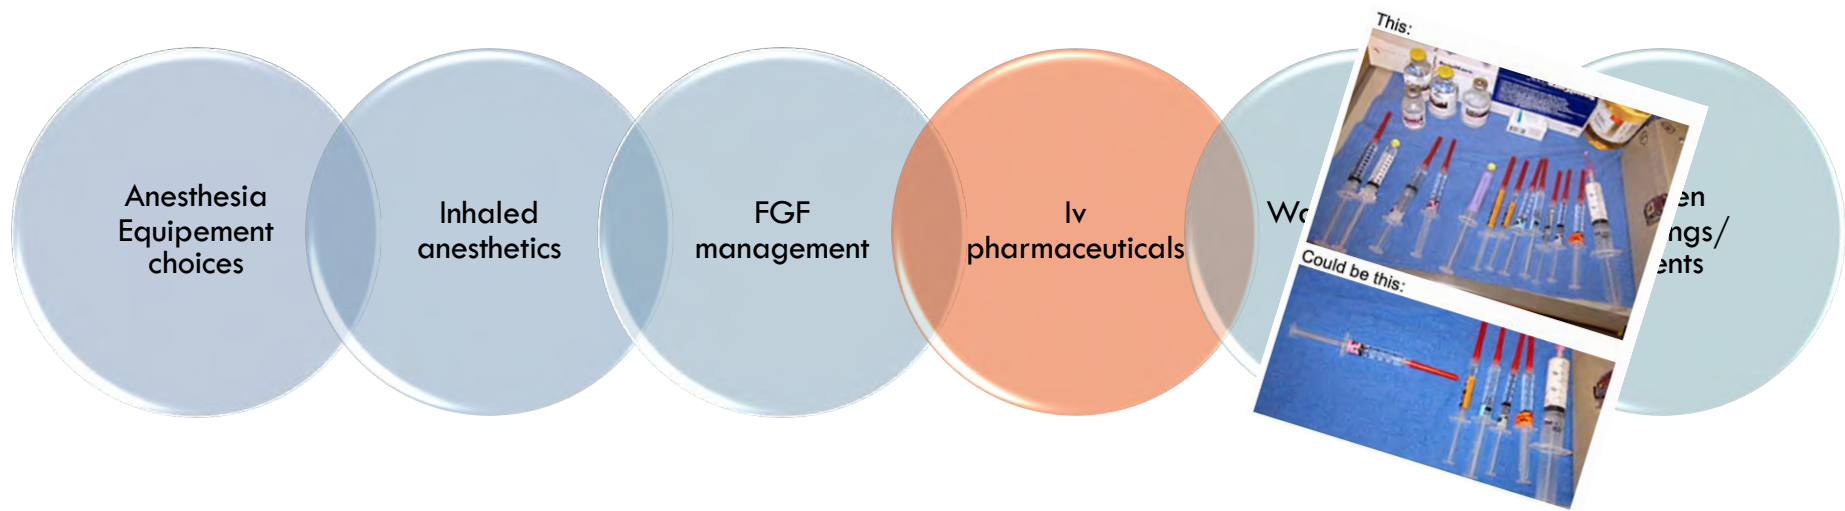 Anesthesia
Equipement
choices
Inhaled
anesthetics
FGF
management
Iv
pharmaceuticals
This:
Could be this: